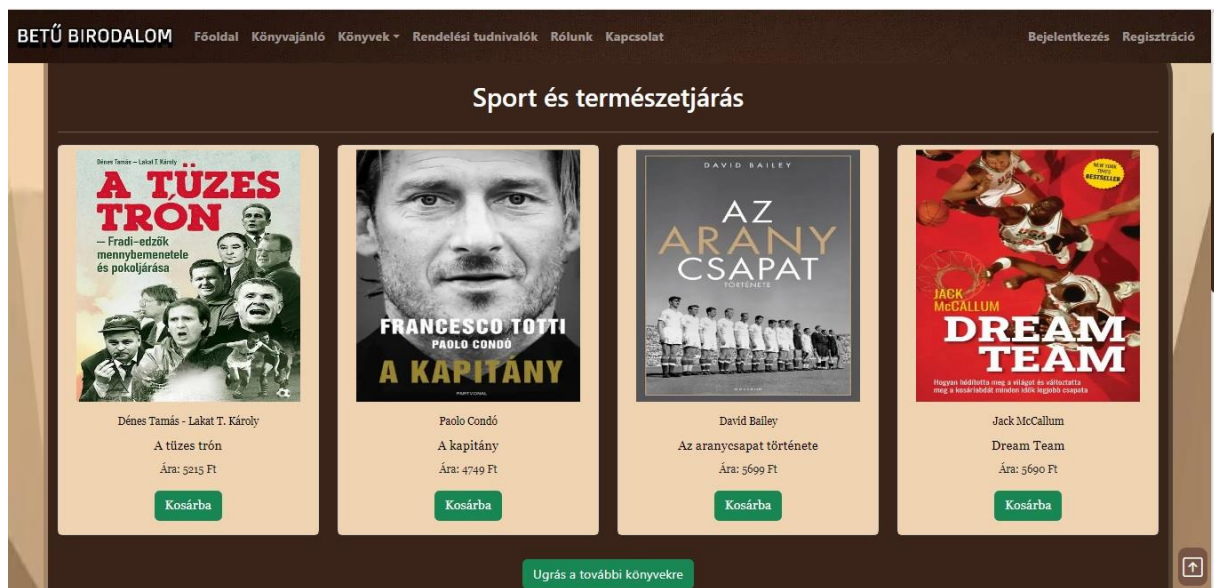 BETŰ BIRODALOM Főoldal Könyvajánló Könyvek Rendelési tudnivalók Rólunk Kapcsolat Bejelentkezés Regisztráció
Sport és természetjárás
Dénes Tamás – Lakat T. Károly
A TÜZES
TRÓN
— Fradi-edzők
mennybemenetele
és pokoljárása
Dénes Tamás - Lakat T. Károly
A tüzes trón
Ára: 5215 Ft
Kosárba
FRANCESCO TOTTI
PAOLO CONDÓ
A KAPITÁNY
Paolo Condó
A kapitány
Ára: 4749 Ft
Kosárba
DAVID BAILEY
AZ
ARANY
CSAPAT
TÖRTÉNETE
David Bailey
Az aranycsapat története
Ára: 5699 Ft
Kosárba
NEW YORK
TIMES
BESTSELLER
JACK
McCALLUM
DREAM
TEAM
Hogyan hódította meg a világot és változtatta
meg a kosárlabdát minden idők legjobb csapata
Jack McCallum
Dream Team
Ára: 5690 Ft
Kosárba
Ugrás a további könyvekre